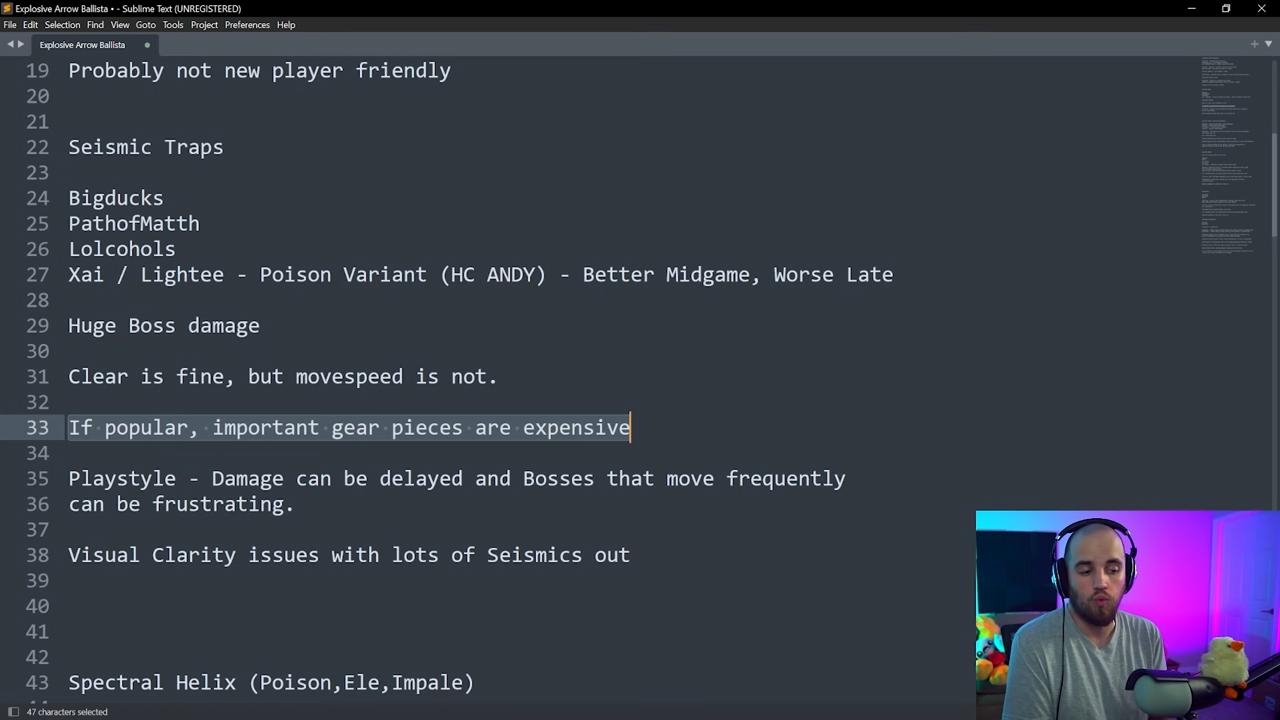 Explosive Arrow Ballista • - Sublime Text (UNREGISTERED)
File Edit Selection Find View Goto Tools Project Preferences Help
Explosive Arrow Ballista
19 Probably not new player friendly
20
21
22 Seismic Traps
23
24 Bigducks
25 PathofMatth
26 Lolcohols
27 Xai / Lightee - Poison Variant (HC ANDY) - Better Midgame, Worse Late
28
29 Huge Boss damage
30
31 Clear is fine, but movespeed is not.
32
33 If popular, important gear pieces are expensive
34
35 Playstyle - Damage can be delayed and Bosses that move frequently
36 can be frustrating.
37
38 Visual Clarity issues with lots of Seismics out
39
40
41
42
43 Spectral Helix (Poison,Ele,Impale)
47 characters selected